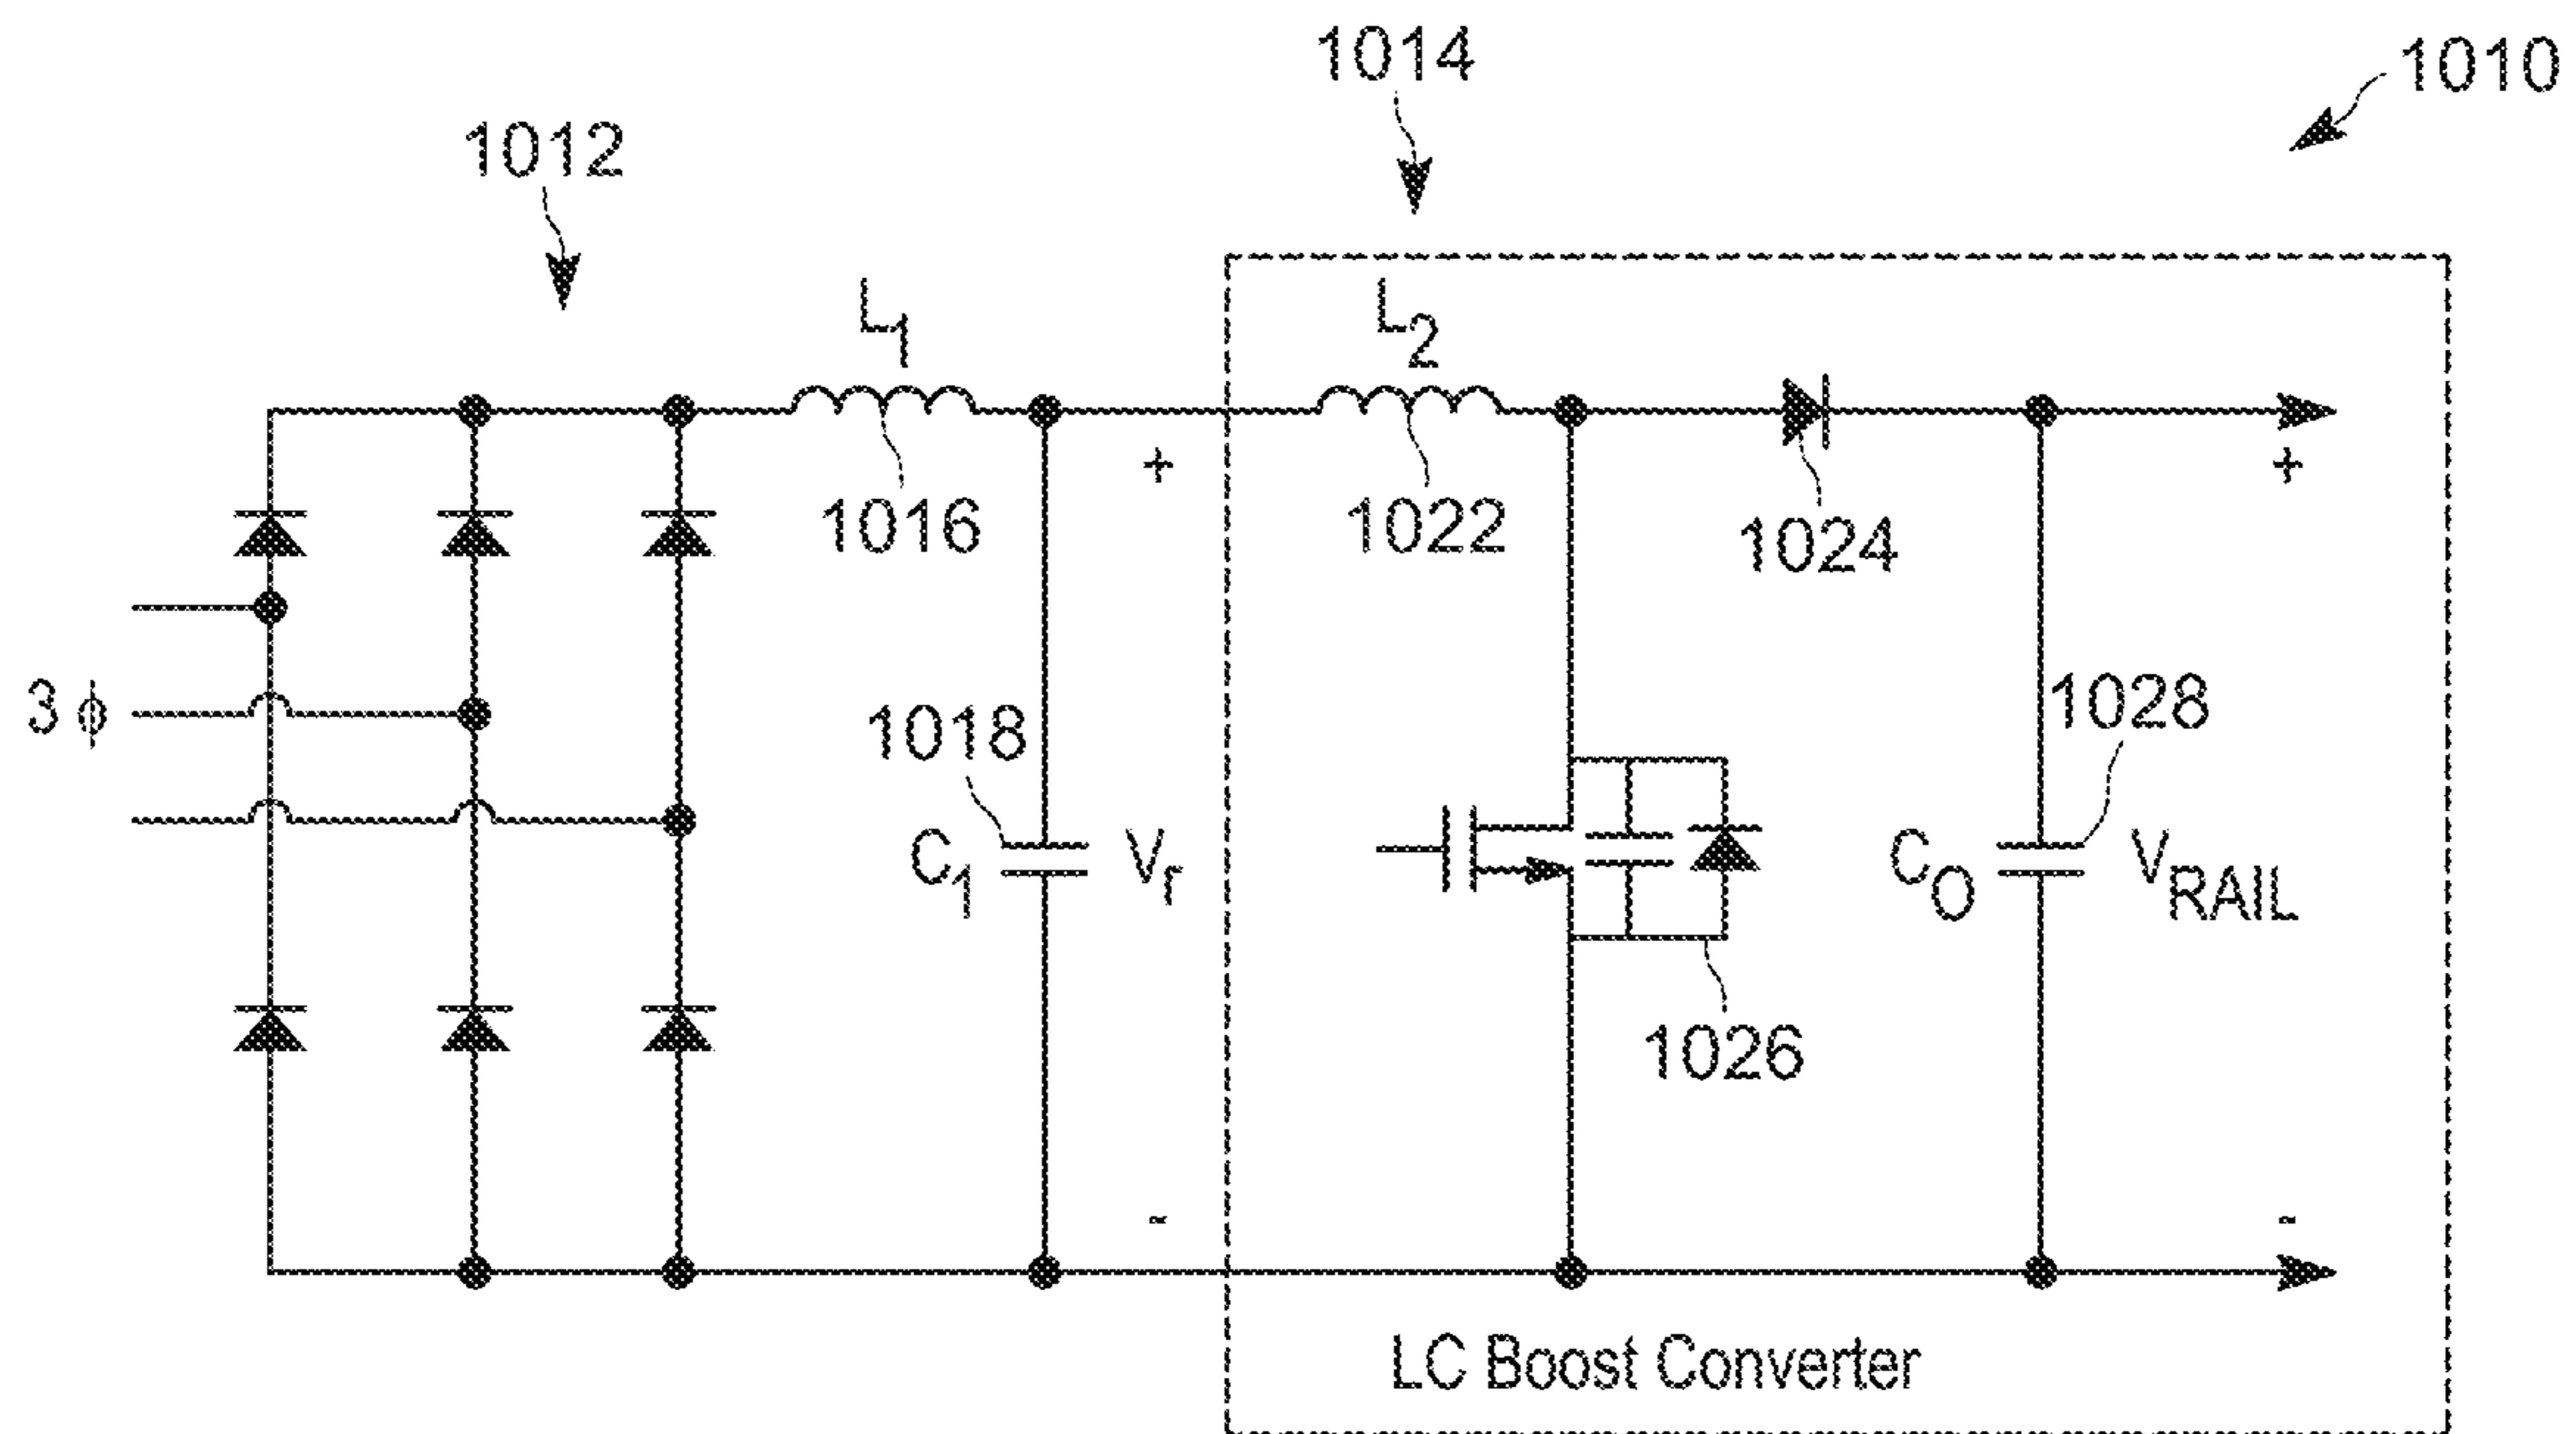 1014
1010
1012
L1
L2
+
+
1016
1022
1024
3 ϕ
1018
1028
C1
Vr
CO
VRAIL
1026
-
-
LC Boost Converter